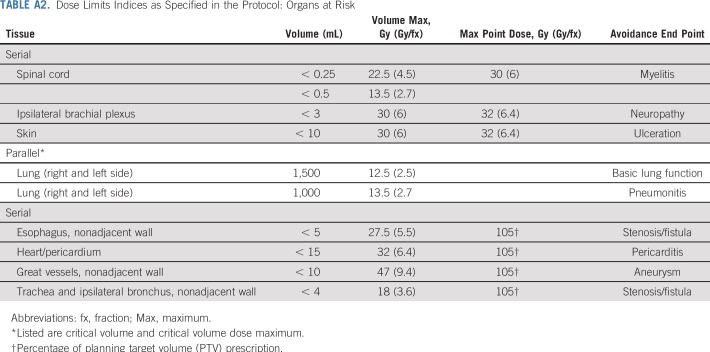 TABLE A2. Dose Limits Indices as Specified in the Protocol: Organs at Risk
Tissue Volume (mL) Volume Max, Gy (Gy/fx) Max Point Dose, Gy (Gy/fx) Avoidance End Point
Serial
Spinal cord < 0.25 22.5 (4.5) 30 (6) Myelitis
< 0.5 13.5 (2.7)
Ipsilateral brachial plexus < 3 30 (6) 32 (6.4) Neuropathy
Skin < 10 30 (6) 32 (6.4) Ulceration
Parallel*
Lung (right and left side) 1,500 12.5 (2.5) Basic lung function
Lung (right and left side) 1,000 13.5 (2.7 Pneumonitis
Serial
Esophagus, nonadjacent wall < 5 27.5 (5.5) 105† Stenosis/fistula
Heart/pericardium < 15 32 (6.4) 105† Pericarditis
Great vessels, nonadjacent wall < 10 47 (9.4) 105† Aneurysm
Trachea and ipsilateral bronchus, nonadjacent wall < 4 18 (3.6) 105† Stenosis/fistula
Abbreviations: fx, fraction; Max, maximum.
*Listed are critical volume and critical volume dose maximum.
†Percentage of planning target volume (PTV) prescription.